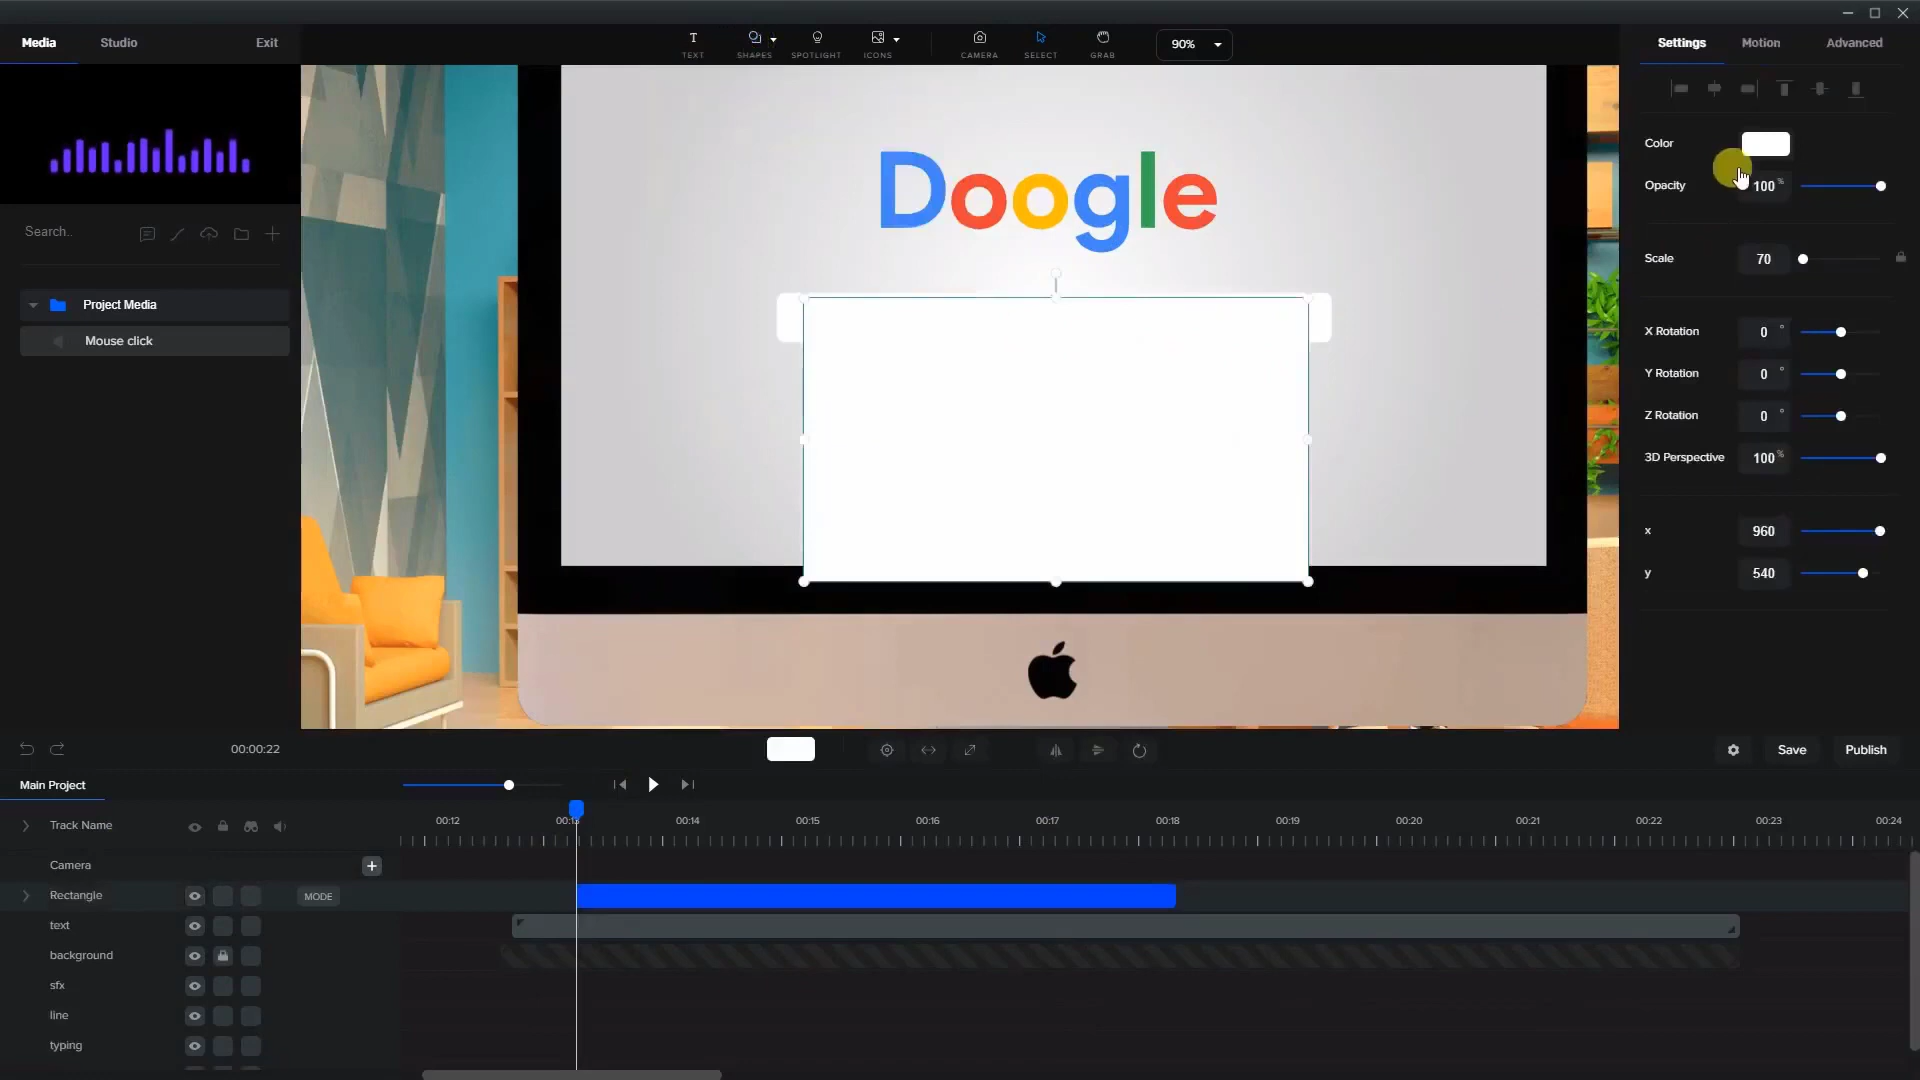 Media Studio Exit
TEXT SHAPES SPOTLIGHT ICONS CAMERA SELECT GRAB 90%
Settings Motion Advanced
Color
Opacity 100 %
Doogle
Search..
Scale 70
Project Media
X Rotation 0 °
Mouse click
Y Rotation 0 °
Z Rotation 0 °
3D Perspective 100 %
x 960
y 540
00:00:22
Save Publish
Main Project
Track Name
00:12 00:13 00:14 00:15 00:16 00:17 00:18 00:19 00:20 00:21 00:22 00:23 00:24
Camera +
Rectangle MODE
text
background
sfx
line
typing